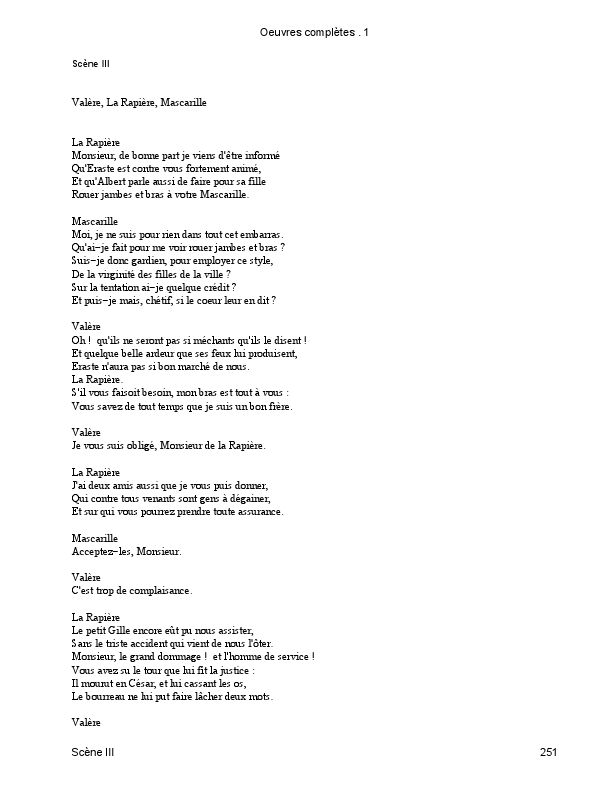 Oeuvres complètes . 1
Scène III
Valère, La Rapière, Mascarille
La Rapière
Monsieur, de bonne part je viens d'être informé
Qu'Eraste est contre vous fortement animé,
Et qu'Albert parle aussi de faire pour sa fille
Rouer jambes et bras à votre Mascarille.
Mascarille
Moi, je ne suis pour rien dans tout cet embarras.
Qu'ai−je fait pour me voir rouer jambes et bras ?
Suis−je donc gardien, pour employer ce style,
De la virginité des filles de la ville ?
Sur la tentation ai−je quelque crédit ?
Et puis−je mais, chétif, si le coeur leur en dit ?
Valère
Oh ! qu'ils ne seront pas si méchants qu'ils le disent !
Et quelque belle ardeur que ses feux lui produisent,
Eraste n'aura pas si bon marché de nous.
La Rapière.
S'il vous faisoit besoin, mon bras est tout à vous :
Vous savez de tout temps que je suis un bon frère.
Valère
Je vous suis obligé, Monsieur de la Rapière.
La Rapière
J'ai deux amis aussi que je vous puis donner,
Qui contre tous venants sont gens à dégainer,
Et sur qui vous pourrez prendre toute assurance.
Mascarille
Acceptez−les, Monsieur.
Valère
C'est trop de complaisance.
La Rapière
Le petit Gille encore eût pu nous assister,
Sans le triste accident qui vient de nous l'ôter.
Monsieur, le grand dommage ! et l'homme de service !
Vous avez su le tour que lui fit la justice :
Il mourut en César, et lui cassant les os,
Le bourreau ne lui put faire lâcher deux mots.
Valère
Scène III 251